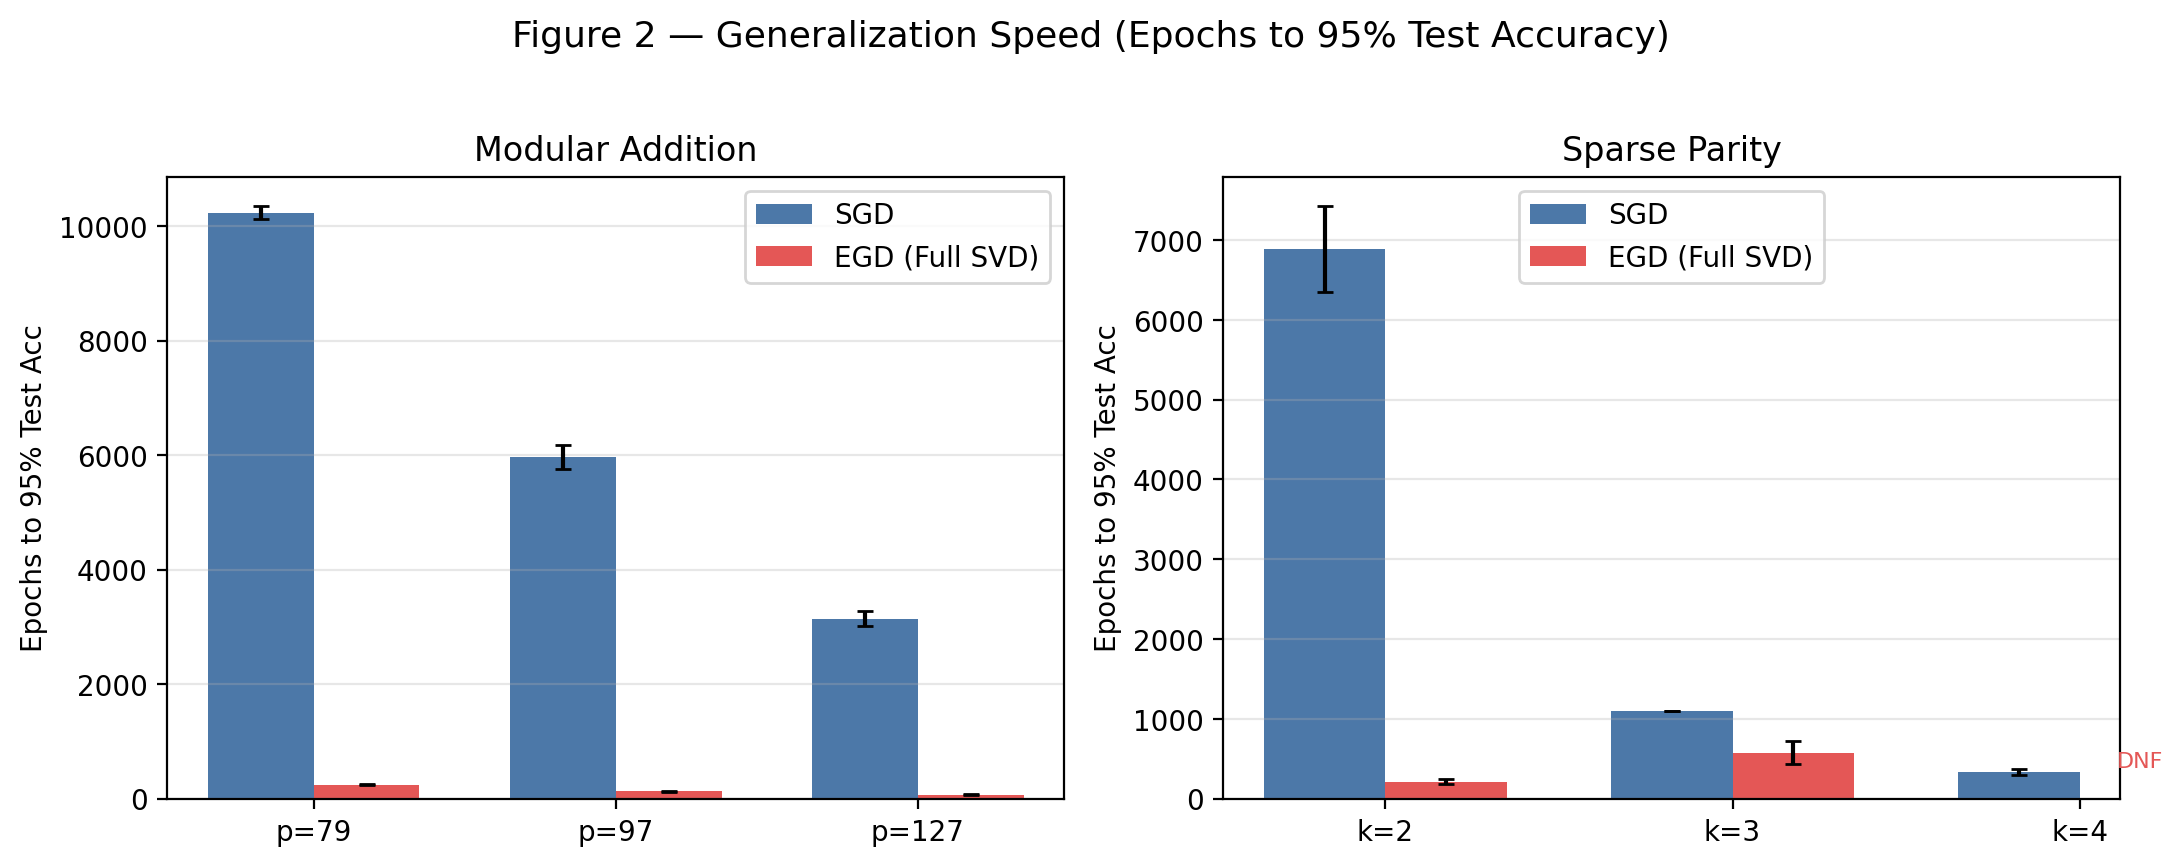 Figure 2 — Generalization Speed (Epochs to 95% Test Accuracy)
Modular Addition
Epochs to 95% Test Acc
10000
8000
6000
4000
2000
0
SGD
EGD (Full SVD)
p=79
p=97
p=127
Sparse Parity
Epochs to 95% Test Acc
7000
6000
5000
4000
3000
2000
1000
0
SGD
EGD (Full SVD)
DNF
k=2
k=3
k=4